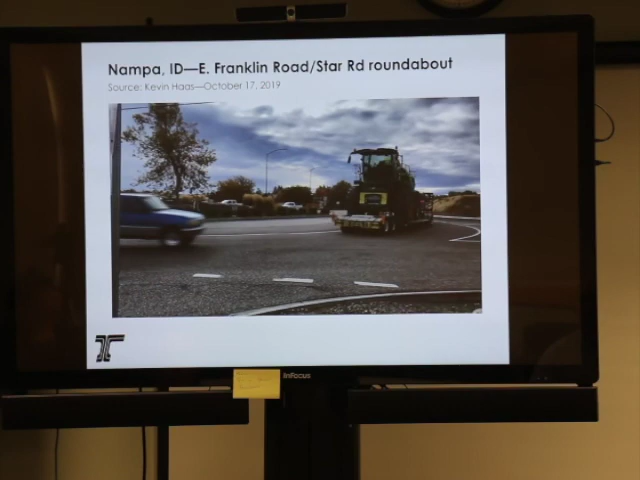 Nampa, ID—E. Franklin Road/Star Rd roundabout
Source: Kevin Haas—October 17, 2019
InFocus